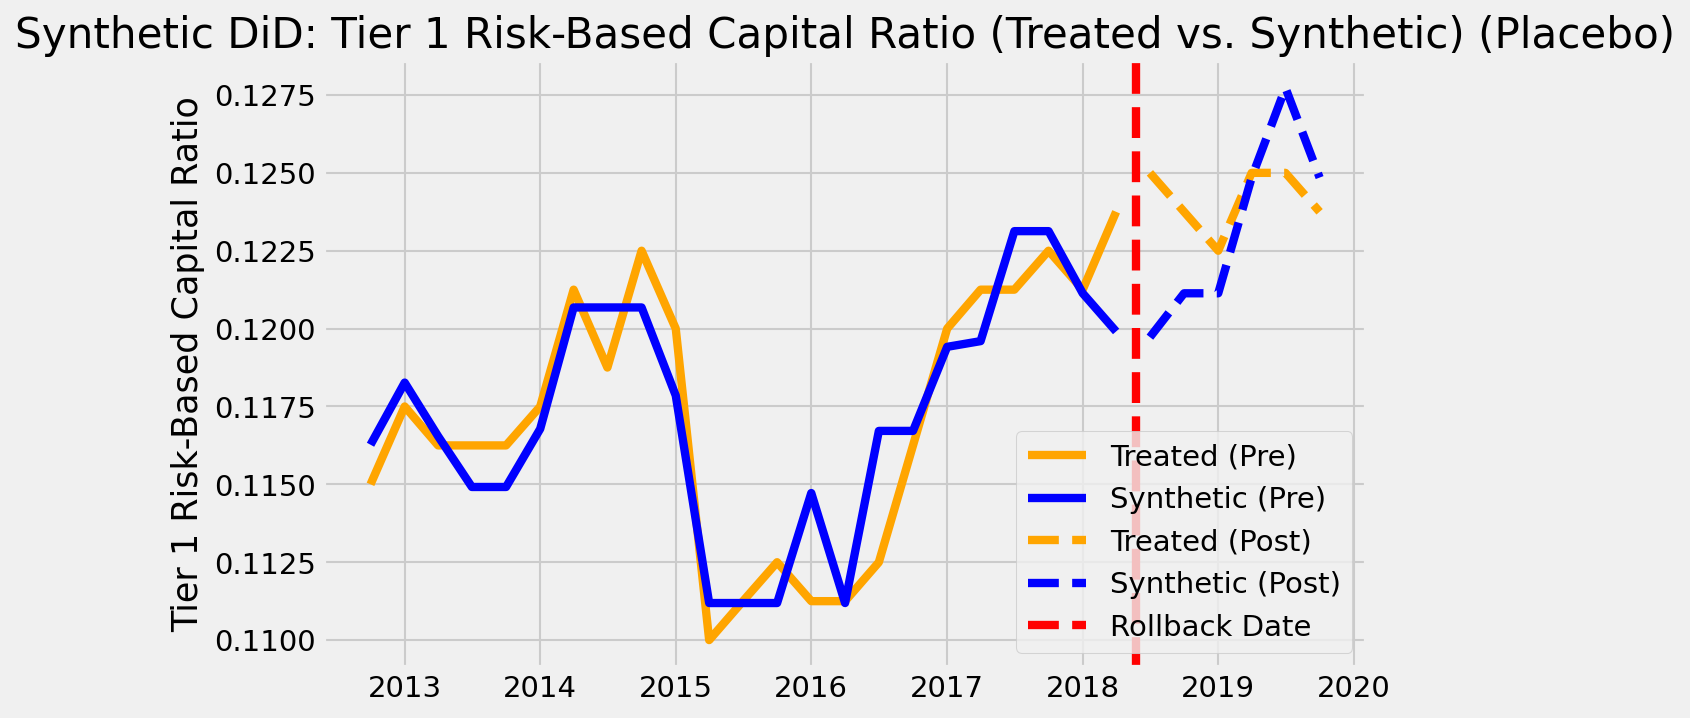 Synthetic DiD: Tier 1 Risk-Based Capital Ratio (Treated vs. Synthetic) (Placebo)
Tier 1 Risk-Based Capital Ratio
0.1275
0.1250
0.1225
0.1200
0.1175
0.1150
0.1125
0.1100
Treated (Pre)
Synthetic (Pre)
Treated (Post)
Synthetic (Post)
Rollback Date
2013 2014 2015 2016 2017 2018 2019 2020